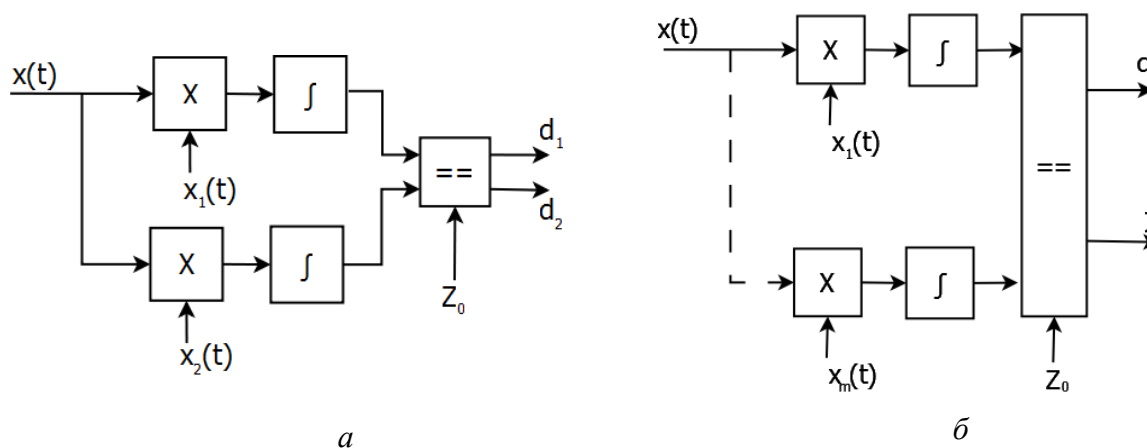 x(t)
X
∫
x₁(t)
==
d₁
d₂
X
∫
x₂(t)
Z₀
а
x(t)
X
∫
x₁(t)
==
X
∫
xₘ(t)
Z₀
б